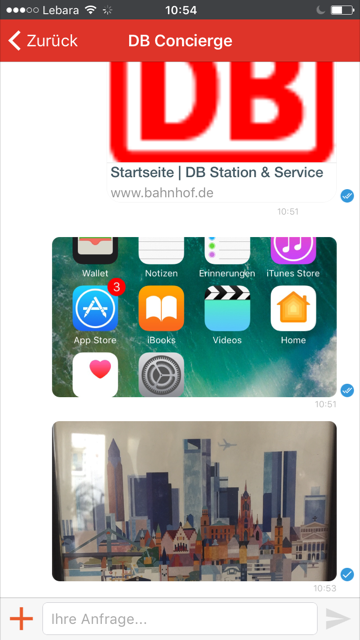 Lebara
10:54
Zurück
DB Concierge
DB
Startseite | DB Station & Service
www.bahnhof.de
10:51
Wallet
Notizen
Erinnerungen
iTunes Store
3
App Store
iBooks
Videos
Home
10:51
10:53
Ihre Anfrage...